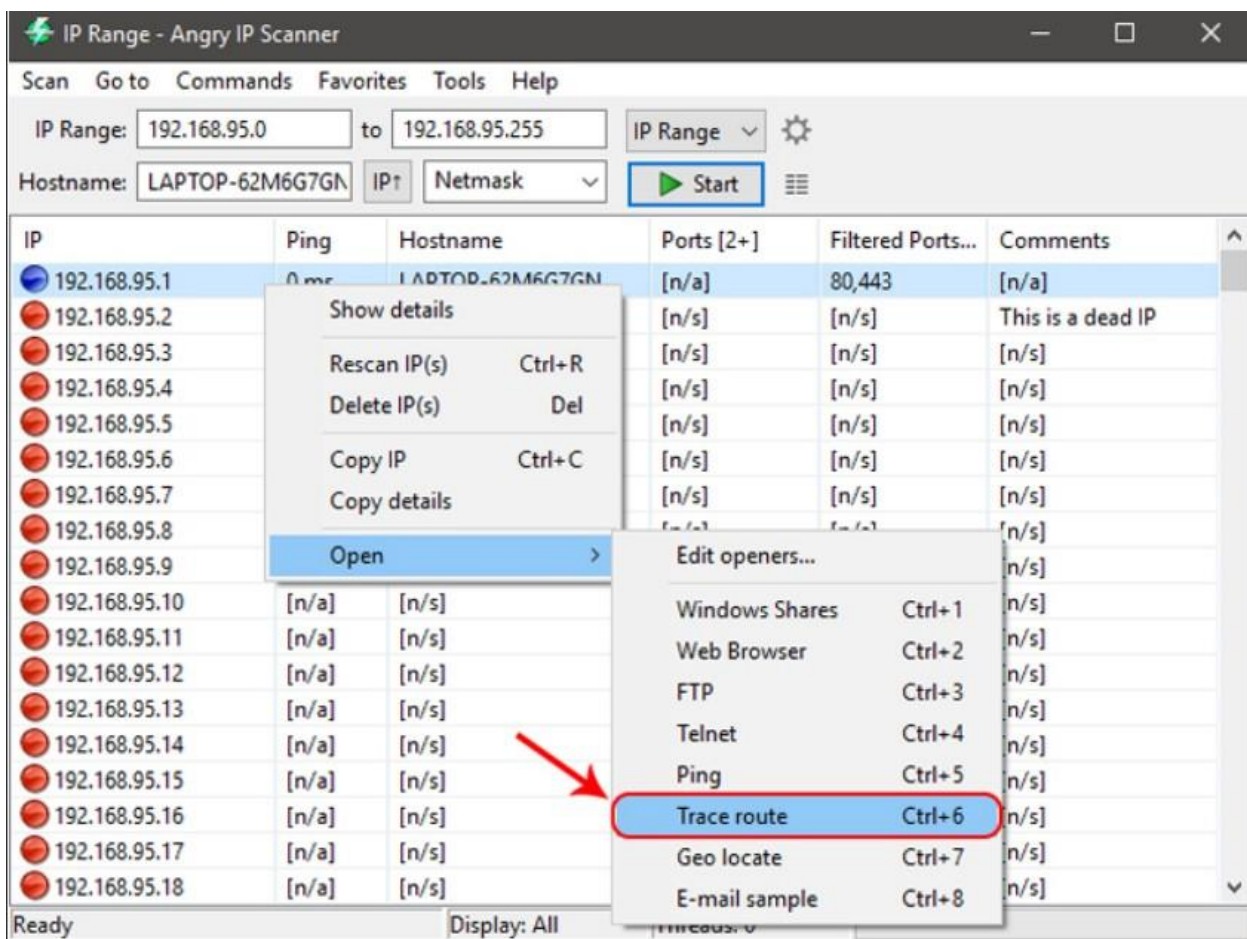 IP Range - Angry IP Scanner
Scan Go to Commands Favorites Tools Help
IP Range: 192.168.95.0 to 192.168.95.255 IP Range
Hostname: LAPTOP-62M6G7GN IP↑ Netmask Start
IP Ping Hostname Ports [2+] Filtered Ports... Comments
192.168.95.1 0 ms LAPTOP-62M6G7GN [n/a] 80,443 [n/a]
192.168.95.2 [n/s] [n/s] This is a dead IP
192.168.95.3 [n/s] [n/s] [n/s]
192.168.95.4 [n/s] [n/s] [n/s]
192.168.95.5 [n/s] [n/s] [n/s]
192.168.95.6 [n/s] [n/s] [n/s]
192.168.95.7 [n/s] [n/s] [n/s]
192.168.95.8 [n/s] [n/s] [n/s]
192.168.95.9 [n/s]
192.168.95.10 [n/a] [n/s] [n/s]
192.168.95.11 [n/a] [n/s] [n/s]
192.168.95.12 [n/a] [n/s] [n/s]
192.168.95.13 [n/a] [n/s] [n/s]
192.168.95.14 [n/a] [n/s] [n/s]
192.168.95.15 [n/a] [n/s] [n/s]
192.168.95.16 [n/a] [n/s] [n/s]
192.168.95.17 [n/a] [n/s] [n/s]
192.168.95.18 [n/a] [n/s] [n/s]
Show details
Rescan IP(s) Ctrl+R
Delete IP(s) Del
Copy IP Ctrl+C
Copy details
Open >
Edit openers...
Windows Shares Ctrl+1
Web Browser Ctrl+2
FTP Ctrl+3
Telnet Ctrl+4
Ping Ctrl+5
Trace route Ctrl+6
Geo locate Ctrl+7
E-mail sample Ctrl+8
Ready Display: All Threads: 0